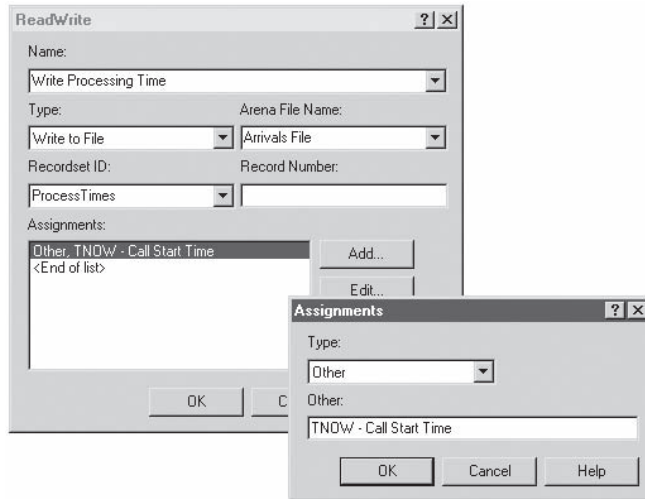 ReadWrite
Name:
Write Processing Time
Type: Arena File Name:
Write to File Arrivals File
Recordset ID: Record Number:
ProcessTimes
Assignments:
Other, TNOW - Call Start Time
<End of list>
Add...
Edit...
OK C
Assignments
Type:
Other
Other:
TNOW - Call Start Time
OK Cancel Help